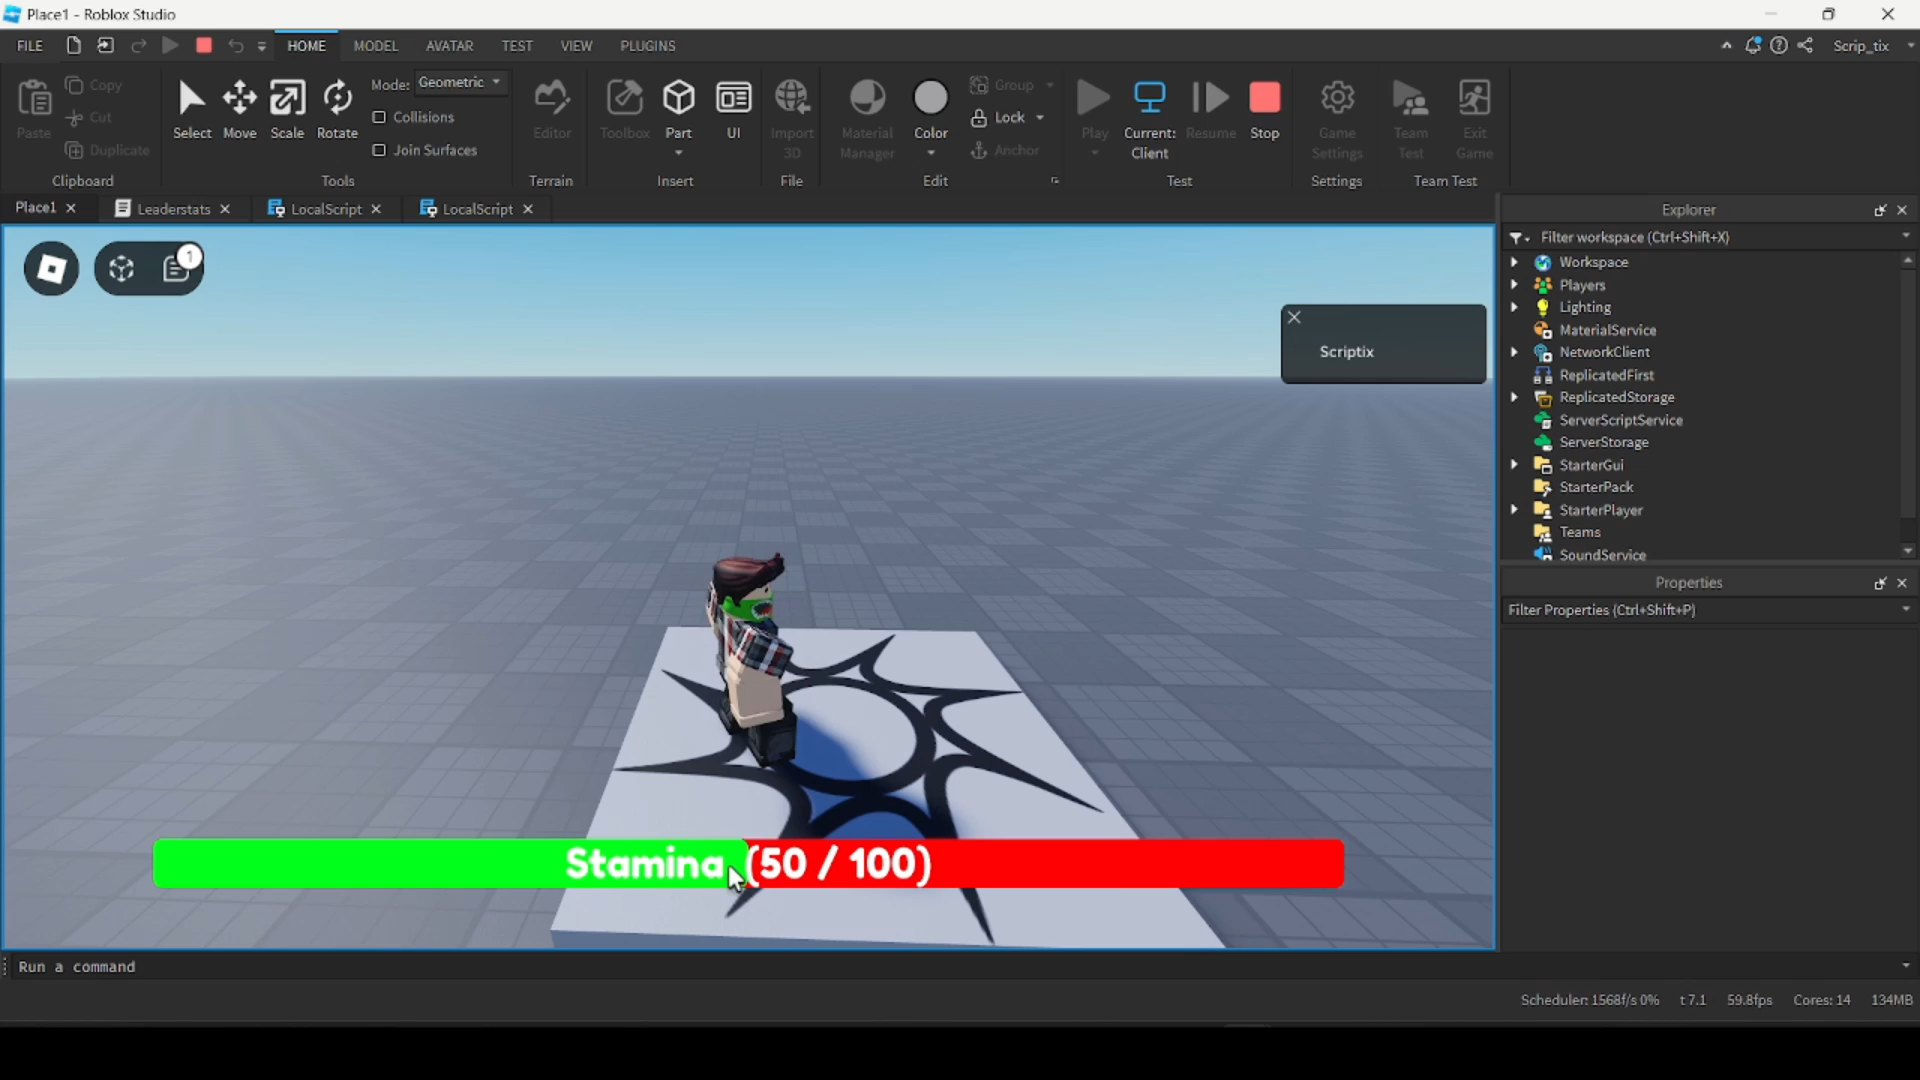 Place1 - Roblox Studio
FILE HOME MODEL AVATAR TEST VIEW PLUGINS Scrip_tix
Paste Copy Cut Duplicate
Clipboard
Select Move Scale Rotate
Mode: Geometric
Collisions
Join Surfaces
Tools
Editor
Terrain
Toolbox Part UI
Insert
Import 3D
File
Material Manager Color
Group
Lock
Anchor
Edit
Play Current: Client Resume Stop
Test
Game Settings
Settings
Team Test Exit Game
Team Test
Place1 Leaderstats LocalScript LocalScript
1
Scriptix
Stamina (50 / 100)
Explorer
Filter workspace (Ctrl+Shift+X)
Workspace
Players
Lighting
MaterialService
NetworkClient
ReplicatedFirst
ReplicatedStorage
ServerScriptService
ServerStorage
StarterGui
StarterPack
StarterPlayer
Teams
SoundService
Properties
Filter Properties (Ctrl+Shift+P)
Run a command
Scheduler: 1568f/s 0% t 7.1 59.8fps Cores: 14 134MB